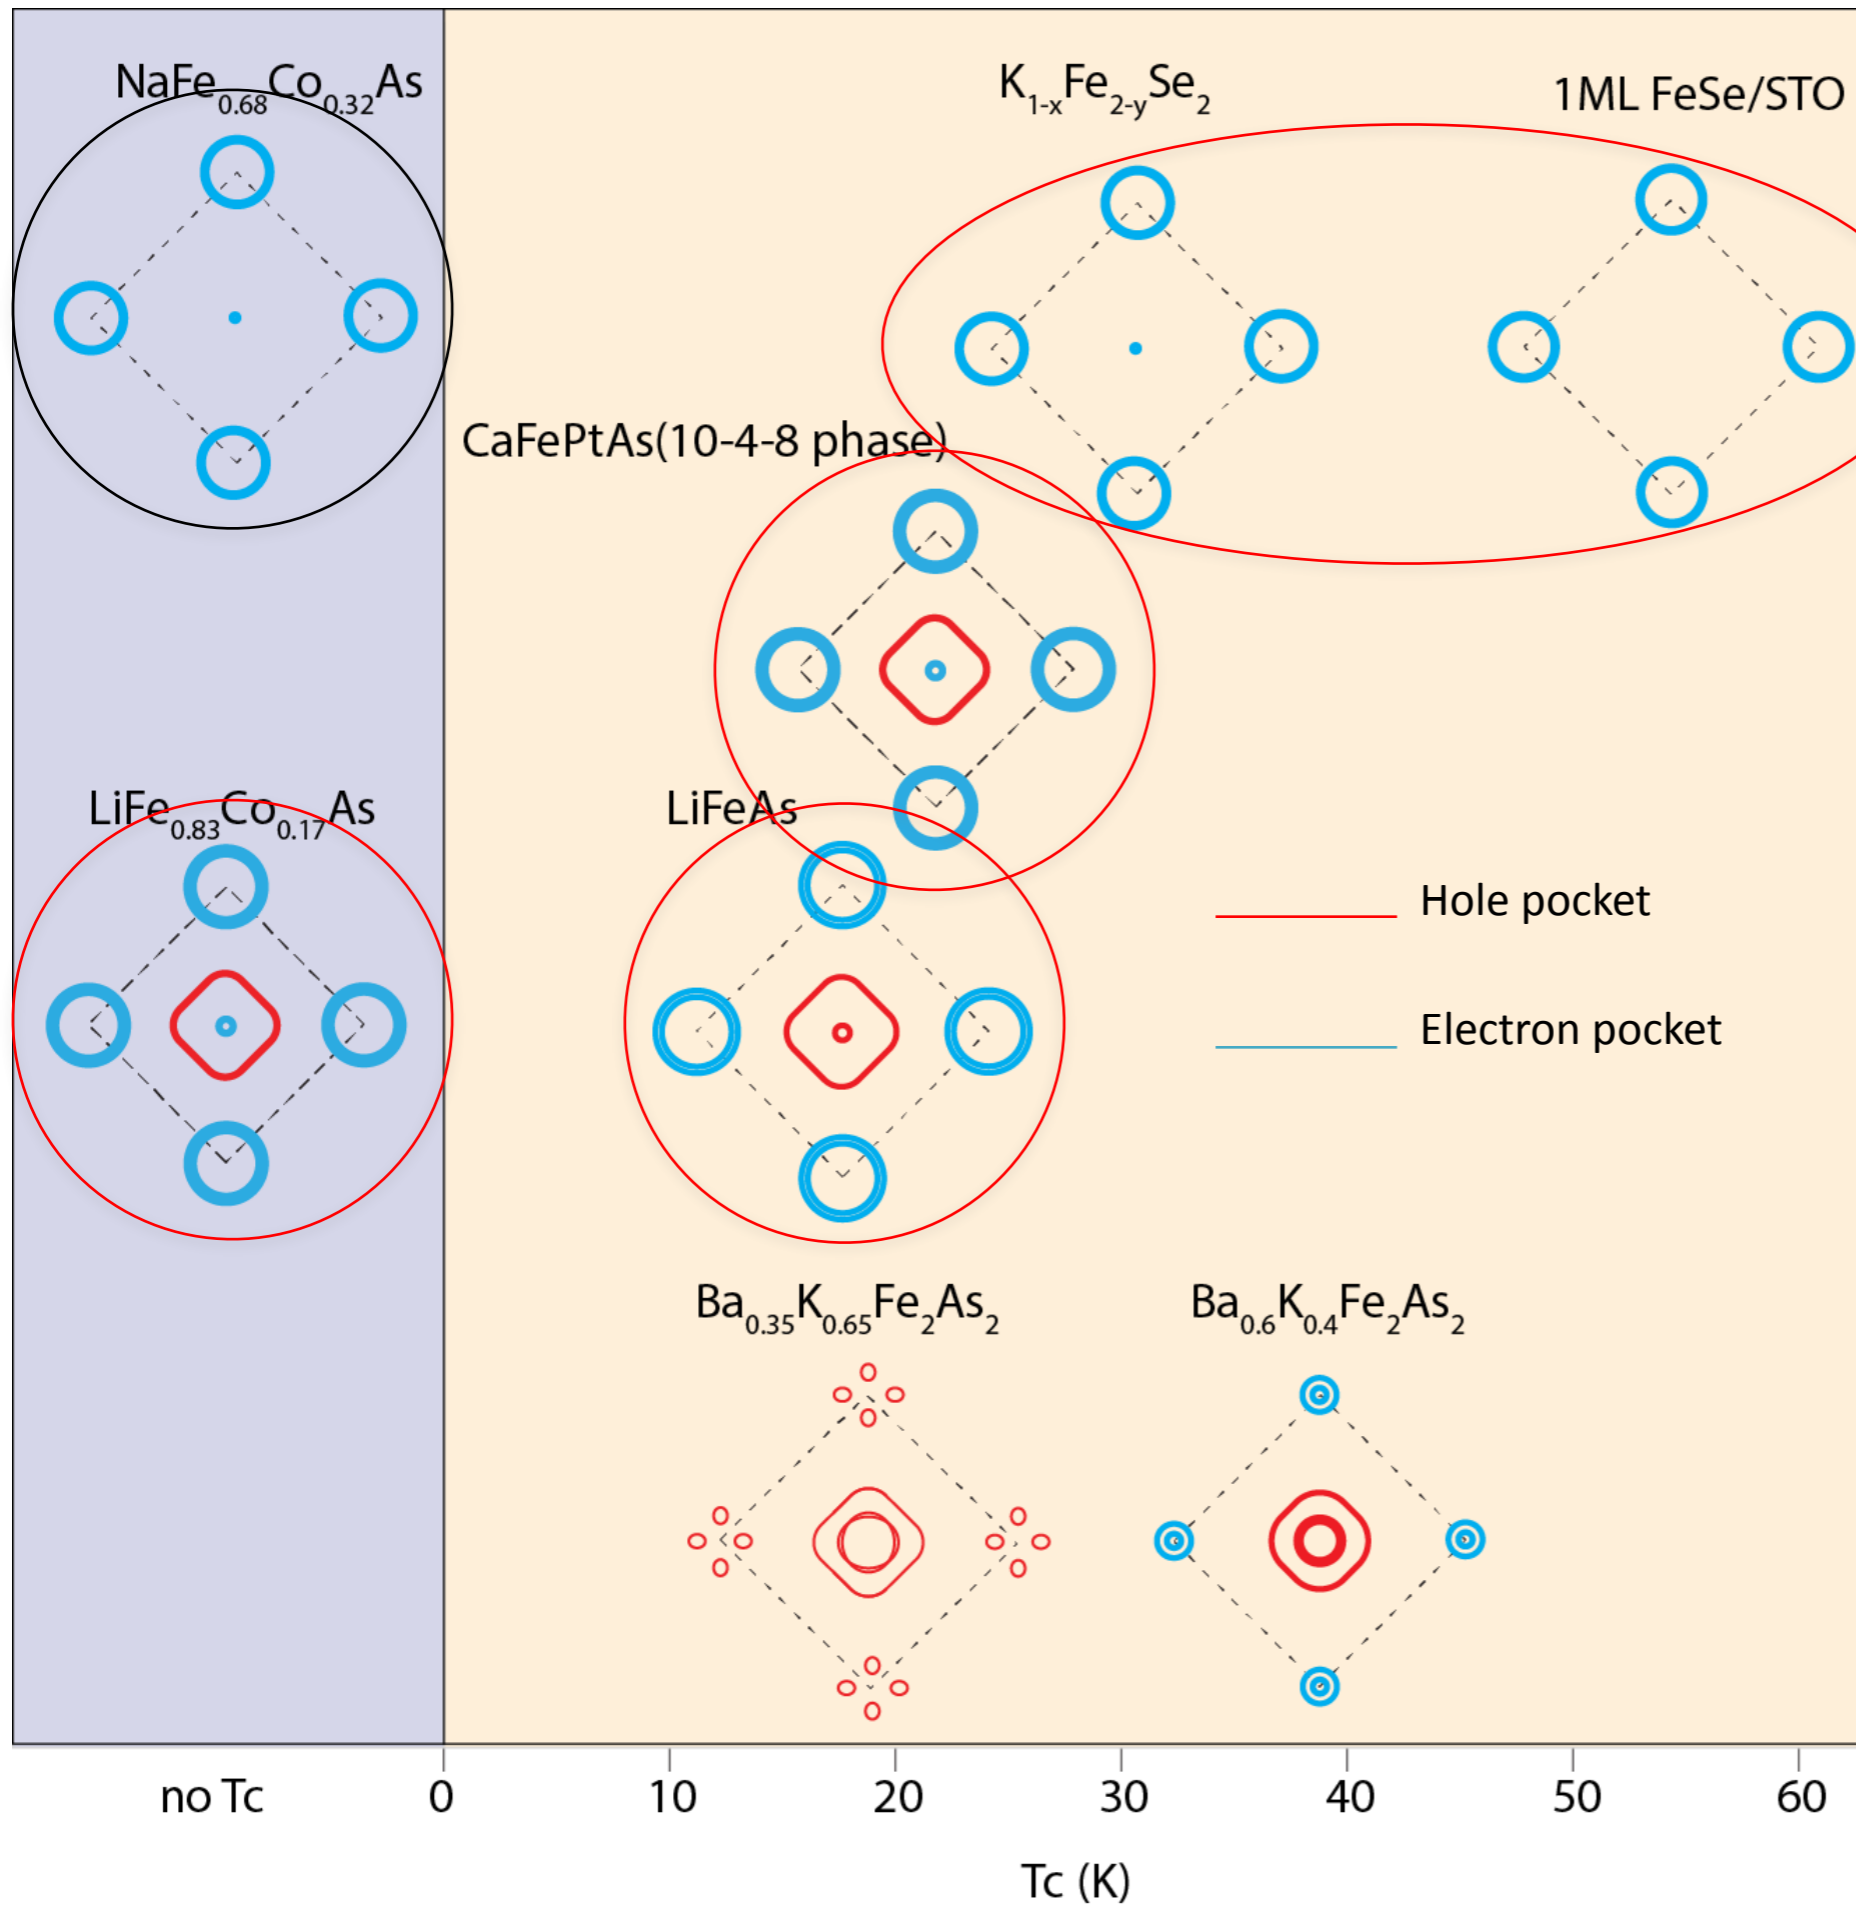 NaFe0.68Co0.32As
K1-xFe2-ySe2
1ML FeSe/STO
CaFePtAs(10-4-8 phase)
LiFe0.83Co0.17As
LiFeAs
Hole pocket
Electron pocket
Ba0.35K0.65Fe2As2
Ba0.6K0.4Fe2As2
no Tc 0 10 20 30 40 50 60
Tc (K)